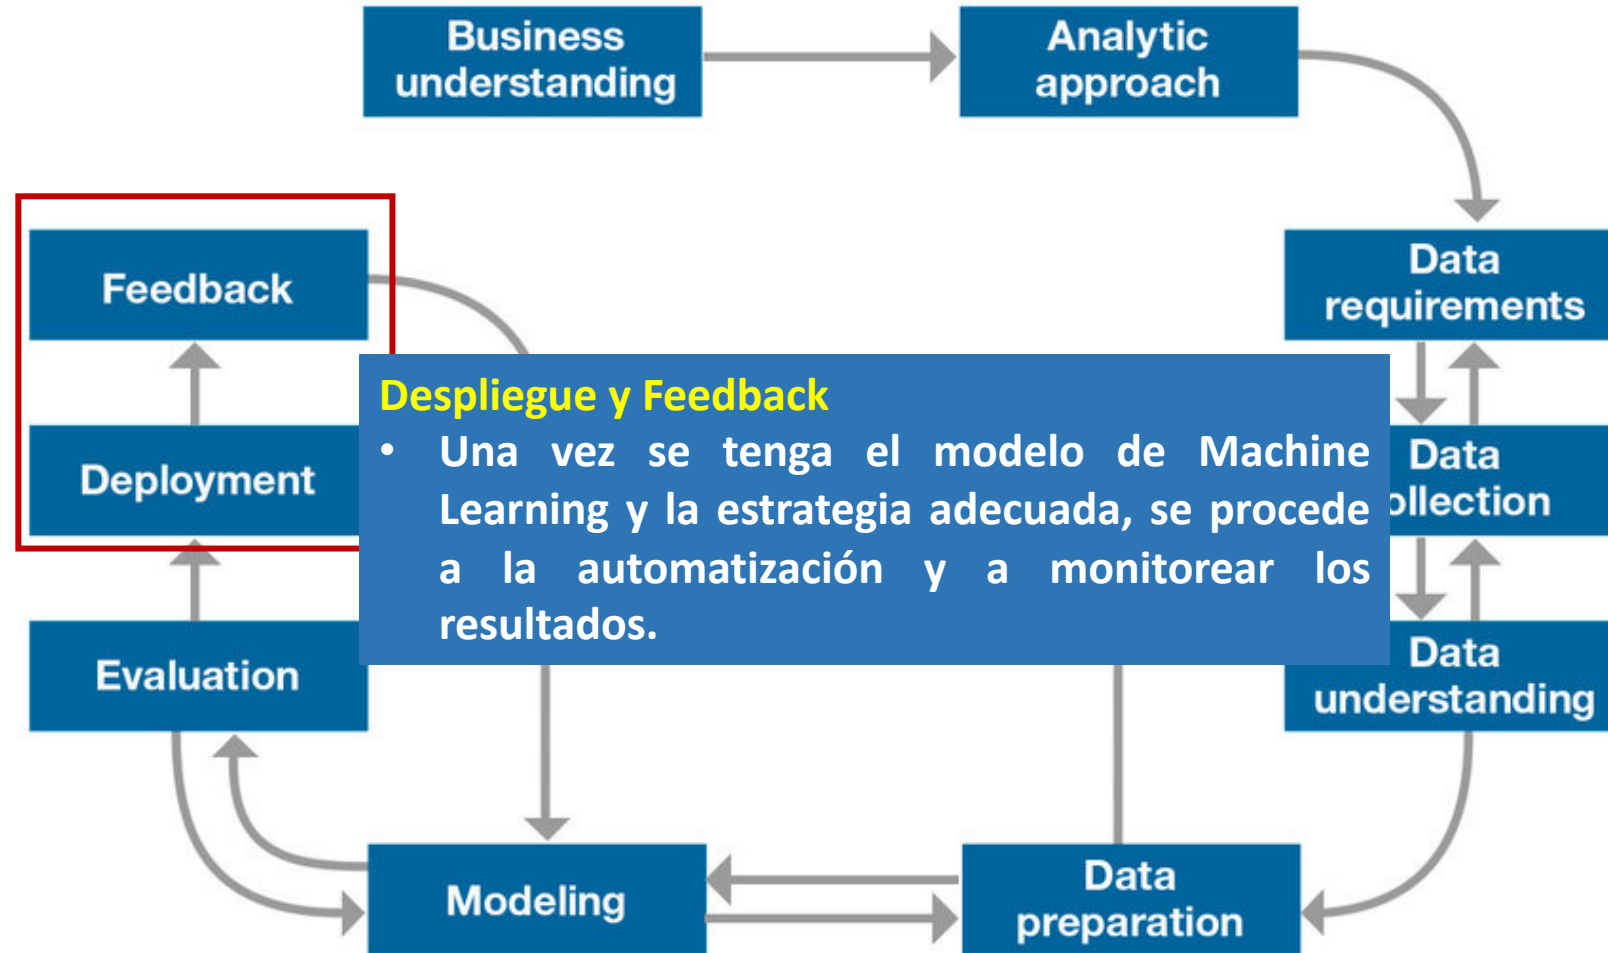 Business
understanding
Analytic
approach
Feedback
Data
requirements
Despliegue y Feedback
• Una vez se tenga el modelo de Machine
Learning y la estrategia adecuada, se procede
a la automatización y a monitorear los
resultados.
Deployment
Data
ollection
Evaluation
Data
understanding
Modeling
Data
preparation